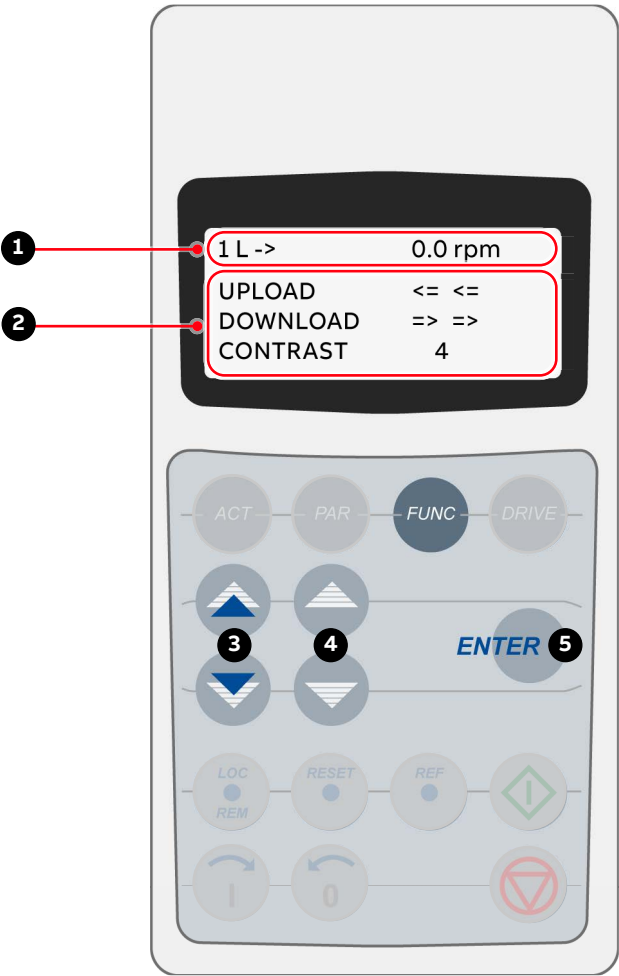 1 1 L -> 0.0 rpm
2 UPLOAD <= <=
DOWNLOAD => =>
CONTRAST 4
ACT PAR FUNC DRIVE
3 4 ENTER 5
LOC RESET REF
REM
I 0